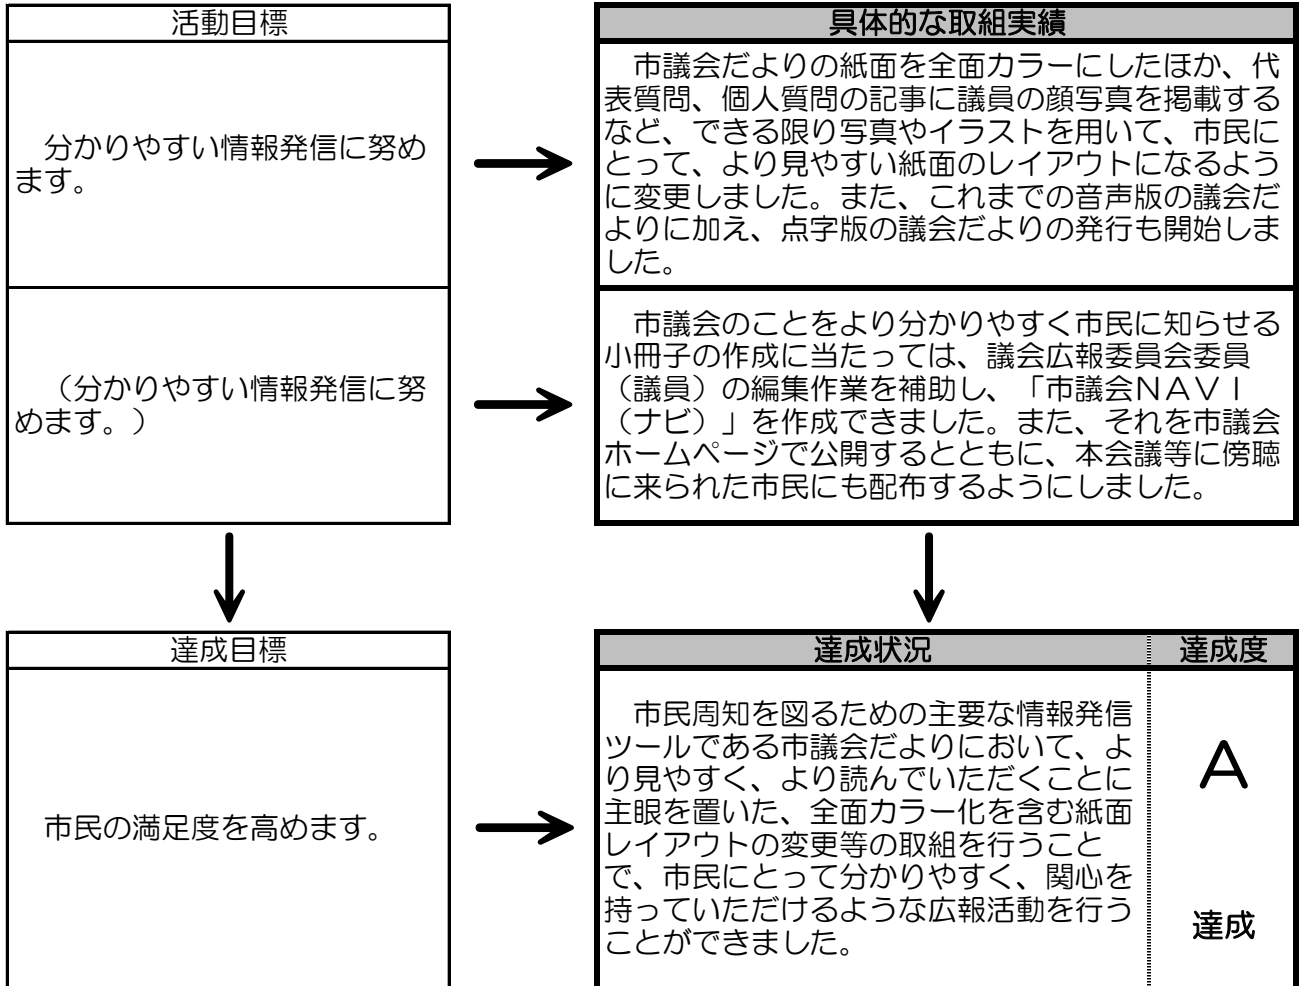 活動目標
分かりやすい情報発信に努め
ます。
（分かりやすい情報発信に努
めます。）
具体的な取組実績
市議会だよりの紙面を全面カラーにしたほか、代
表質問、個人質問の記事に議員の顔写真を掲載する
など、できる限り写真やイラストを用いて、市民に
とって、より見やすい紙面のレイアウトになるよう
に変更しました。また、これまでの音声版の議会だ
よりに加え、点字版の議会だよりの発行も開始しま
した。
市議会のことをより分かりやすく市民に知らせる
小冊子の作成に当たっては、議会広報委員会委員
（議員）の編集作業を補助し、「市議会ＮＡＶＩ
（ナビ）」を作成できました。また、それを市議会
ホームページで公開するとともに、本会議等に傍聴
に来られた市民にも配布するようにしました。
達成目標
市民の満足度を高めます。
達成状況
市民周知を図るための主要な情報発信
ツールである市議会だよりにおいて、よ
り見やすく、より読んでいただくことに
主眼を置いた、全面カラー化を含む紙面
レイアウトの変更等の取組を行うこと
で、市民にとって分かりやすく、関心を
持っていただけるような広報活動を行う
ことができました。
達成度
Ａ
達成